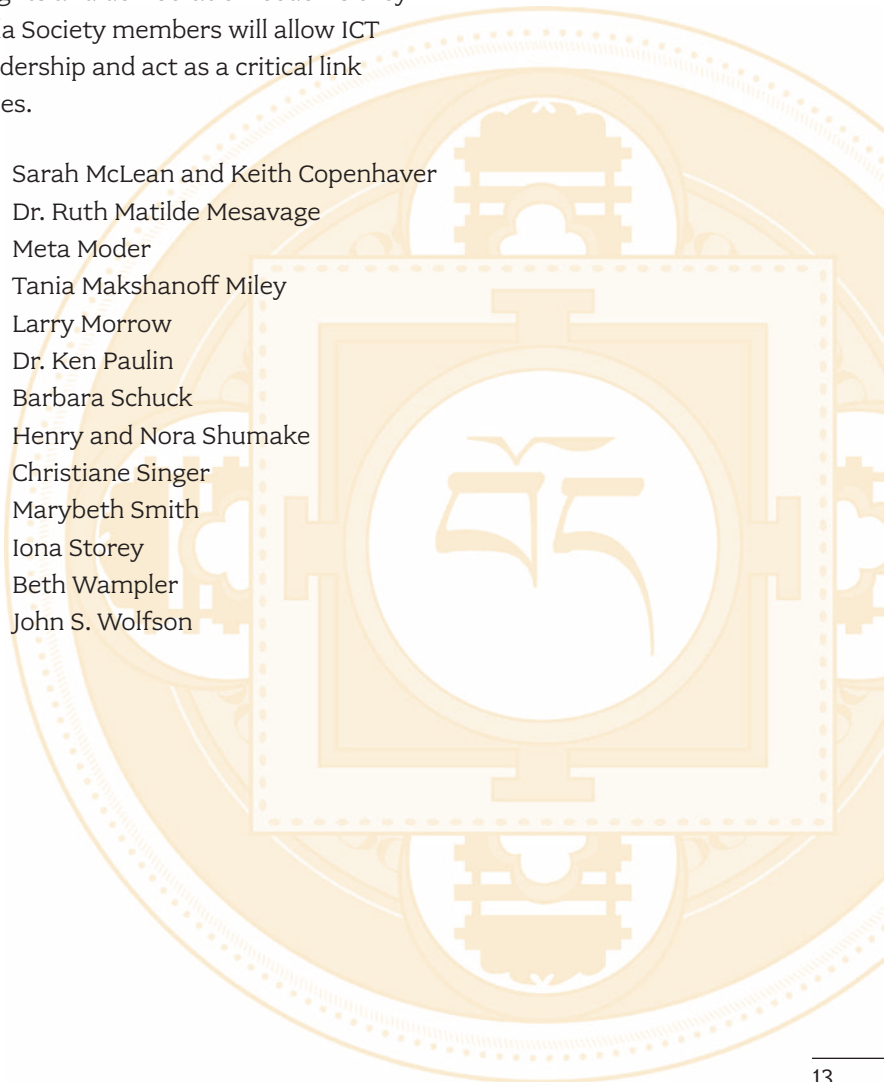 la Society members will allow ICT
dership and act as a critical link
es.
Sarah McLean and Keith Copenhaver
Dr. Ruth Matilde Mesavage
Meta Moder
Tania Makshanoff Miley
Larry Morrow
Dr. Ken Paulin
Barbara Schuck
Henry and Nora Shumake
Christiane Singer
Marybeth Smith
Iona Storey
Beth Wampler
John S. Wolfson
བོད
13